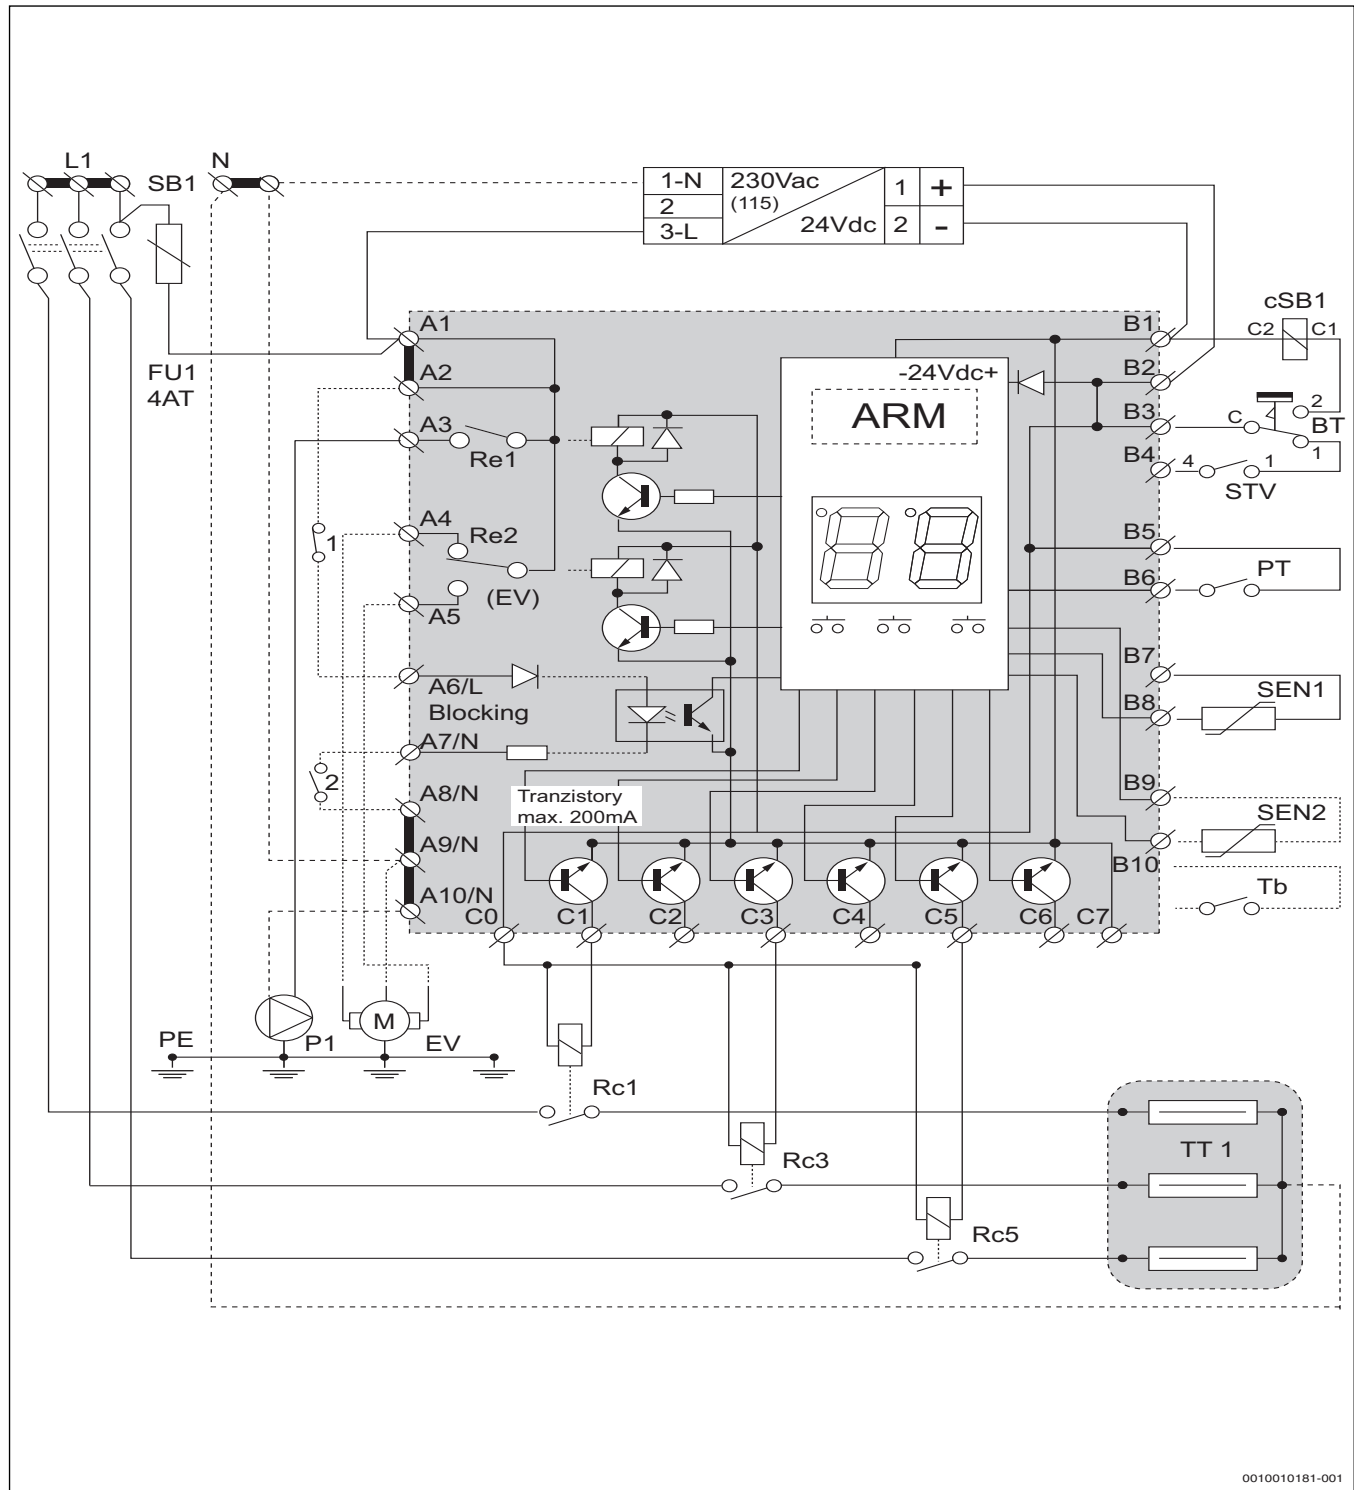 L1
SB1
N
1-N
2
3-L
230Vac
(115)
24Vdc
1
+
2
-
FU1
4AT
A1
A2
A3
Re1
A4
Re2
(EV)
A5
1
A6/L
Blocking
A7/N
2
A8/N
A9/N
A10/N
-24Vdc+
ARM
Tranzistory
max. 200mA
B1
B2
B3
B4
B5
B6
B7
B8
B9
B10
cSB1
C2
C1
C
2
BT
1
4
1
STV
PT
SEN1
SEN2
Tb
C0
C1
C2
C3
C4
C5
C6
C7
PE
P1
M
EV
Rc1
Rc3
Rc5
TT 1
0010010181-001